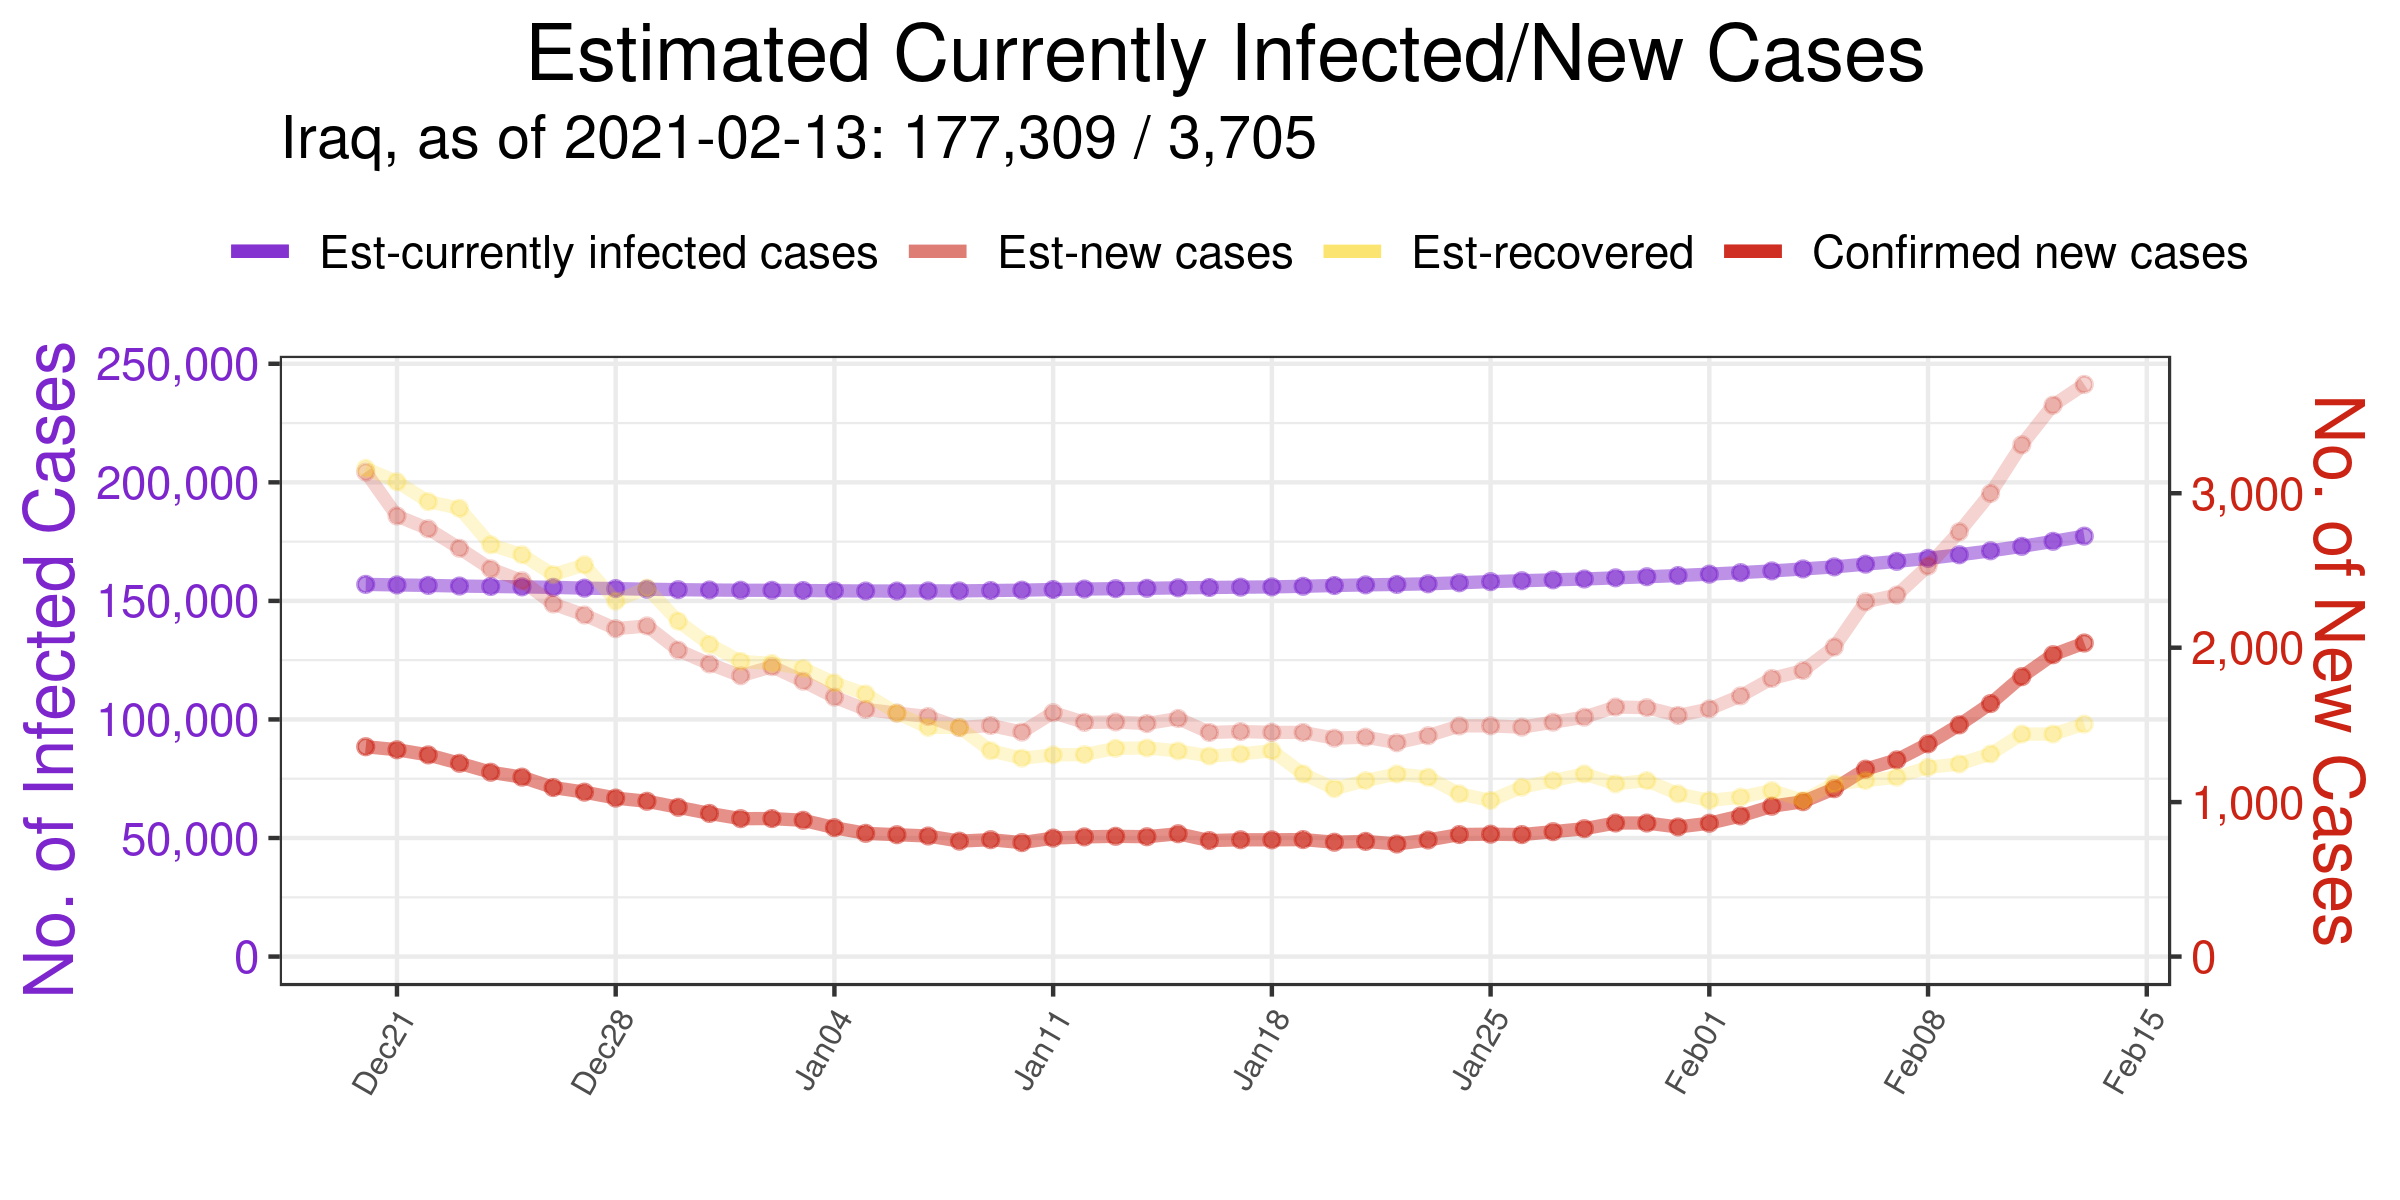 Estimated Currently Infected/New Cases
Iraq, as of 2021-02-13: 177,309 / 3,705
Est-currently infected cases
Est-new cases
Est-recovered
Confirmed new cases
No. of Infected Cases
250,000
200,000
150,000
100,000
50,000
0
3,000
2,000
1,000
0
No. of New Cases
Dec21
Dec28
Jan04
Jan11
Jan18
Jan25
Feb01
Feb08
Feb15